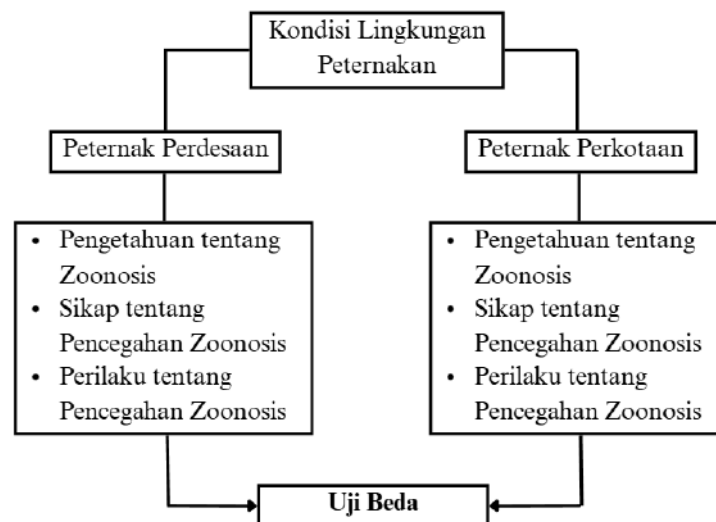 Kondisi Lingkungan
Peternakan
Peternak Perdesaan
Peternak Perkotaan
• Pengetahuan tentang
Zoonosis
• Sikap tentang
Pencegahan Zoonosis
• Perilaku tentang
Pencegahan Zoonosis
• Pengetahuan tentang
Zoonosis
• Sikap tentang
Pencegahan Zoonosis
• Perilaku tentang
Pencegahan Zoonosis
Uji Beda